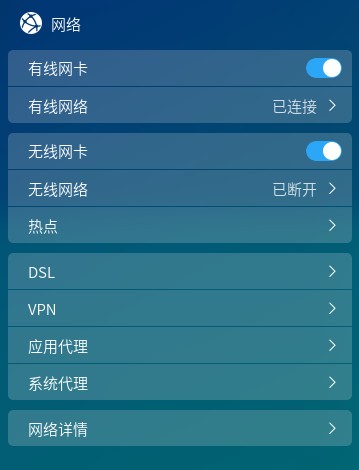 网络
有线网卡
有线网络 已连接
无线网卡
无线网络 已断开
热点
DSL
VPN
应用代理
系统代理
网络详情